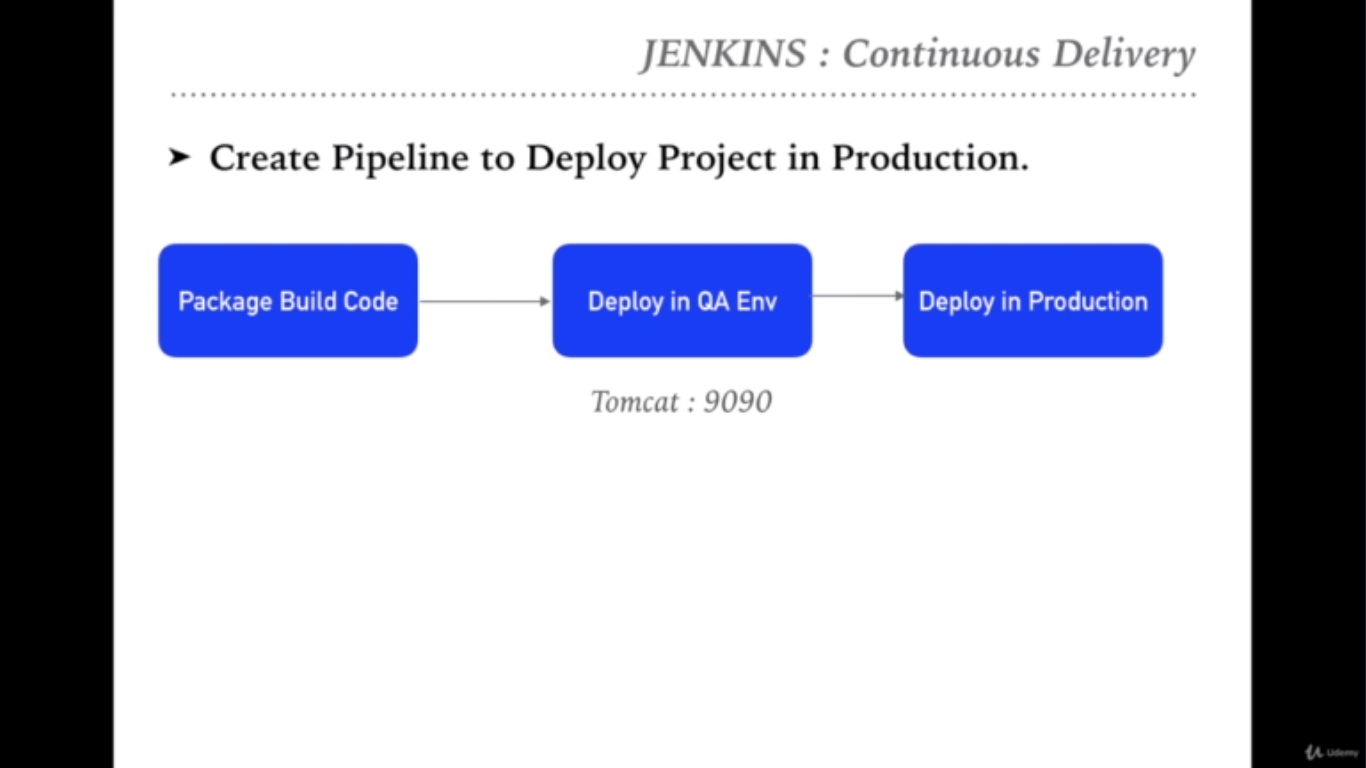 JENKINS : Continuous Delivery
➤ Create Pipeline to Deploy Project in Production.
Package Build Code
Deploy in QA Env
Deploy in Production
Tomcat : 9090
Udemy